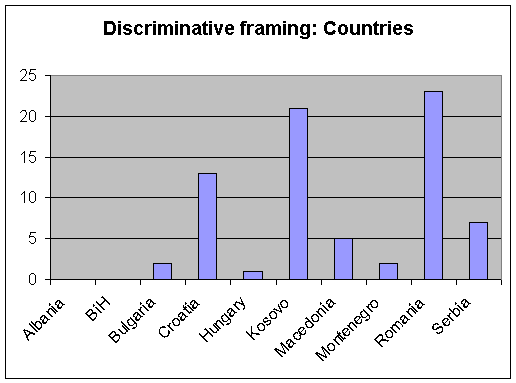 Discriminative framing: Countries
25
20
15
10
5
0
Albania
BiH
Bulgaria
Croatia
Hungary
Kosovo
Macedonia
Montenegro
Romania
Serbia